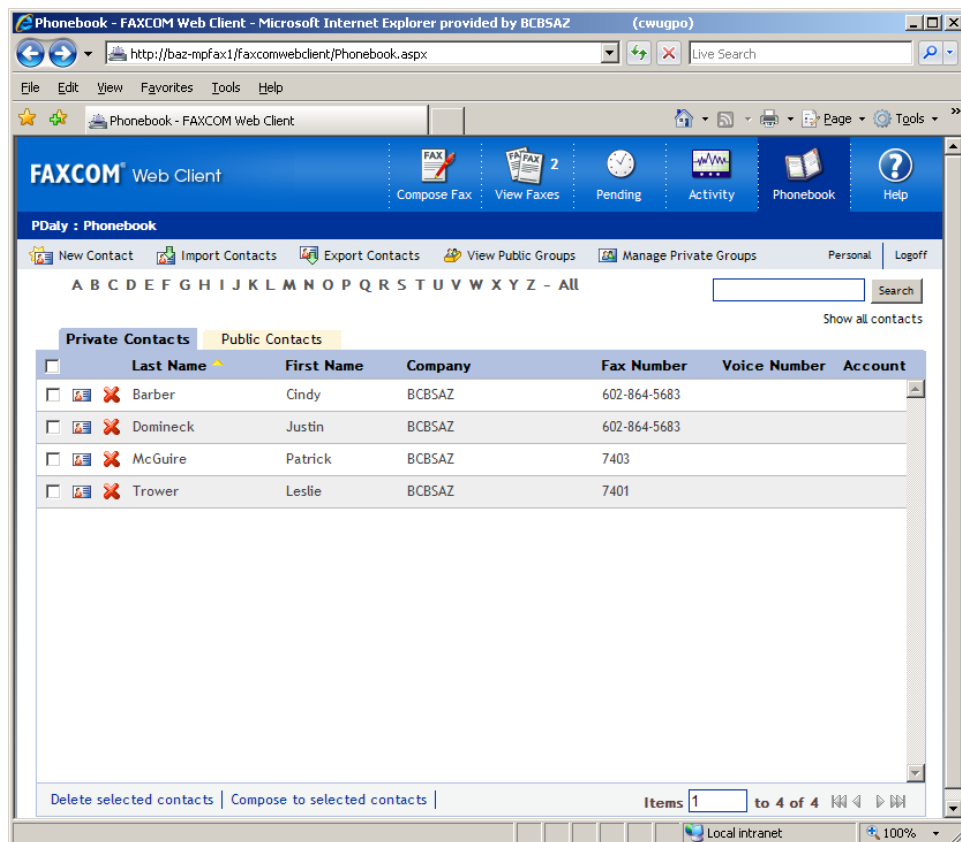 Phonebook - FAXCOM Web Client - Microsoft Internet Explorer provided by BCBSAZ (cwugpo)
http://baz-mpfax1/faxcomwebclient/Phonebook.aspx Live Search
File Edit View Favorites Tools Help
Phonebook - FAXCOM Web Client Page Tools »
FAXCOM® Web Client
FAX
FAX
2
Compose Fax View Faxes Pending Activity Phonebook Help
PDaly : Phonebook
New Contact Import Contacts Export Contacts View Public Groups Manage Private Groups Personal Logoff
A B C D E F G H I J K L M N O P Q R S T U V W X Y Z - All
Search
Show all contacts
Private Contacts Public Contacts
Last Name First Name Company Fax Number Voice Number Account
Barber Cindy BCBSAZ 602-864-5683
Domineck Justin BCBSAZ 602-864-5683
McGuire Patrick BCBSAZ 7403
Trower Leslie BCBSAZ 7401
Delete selected contacts | Compose to selected contacts |
Items 1 to 4 of 4
Local intranet 100%